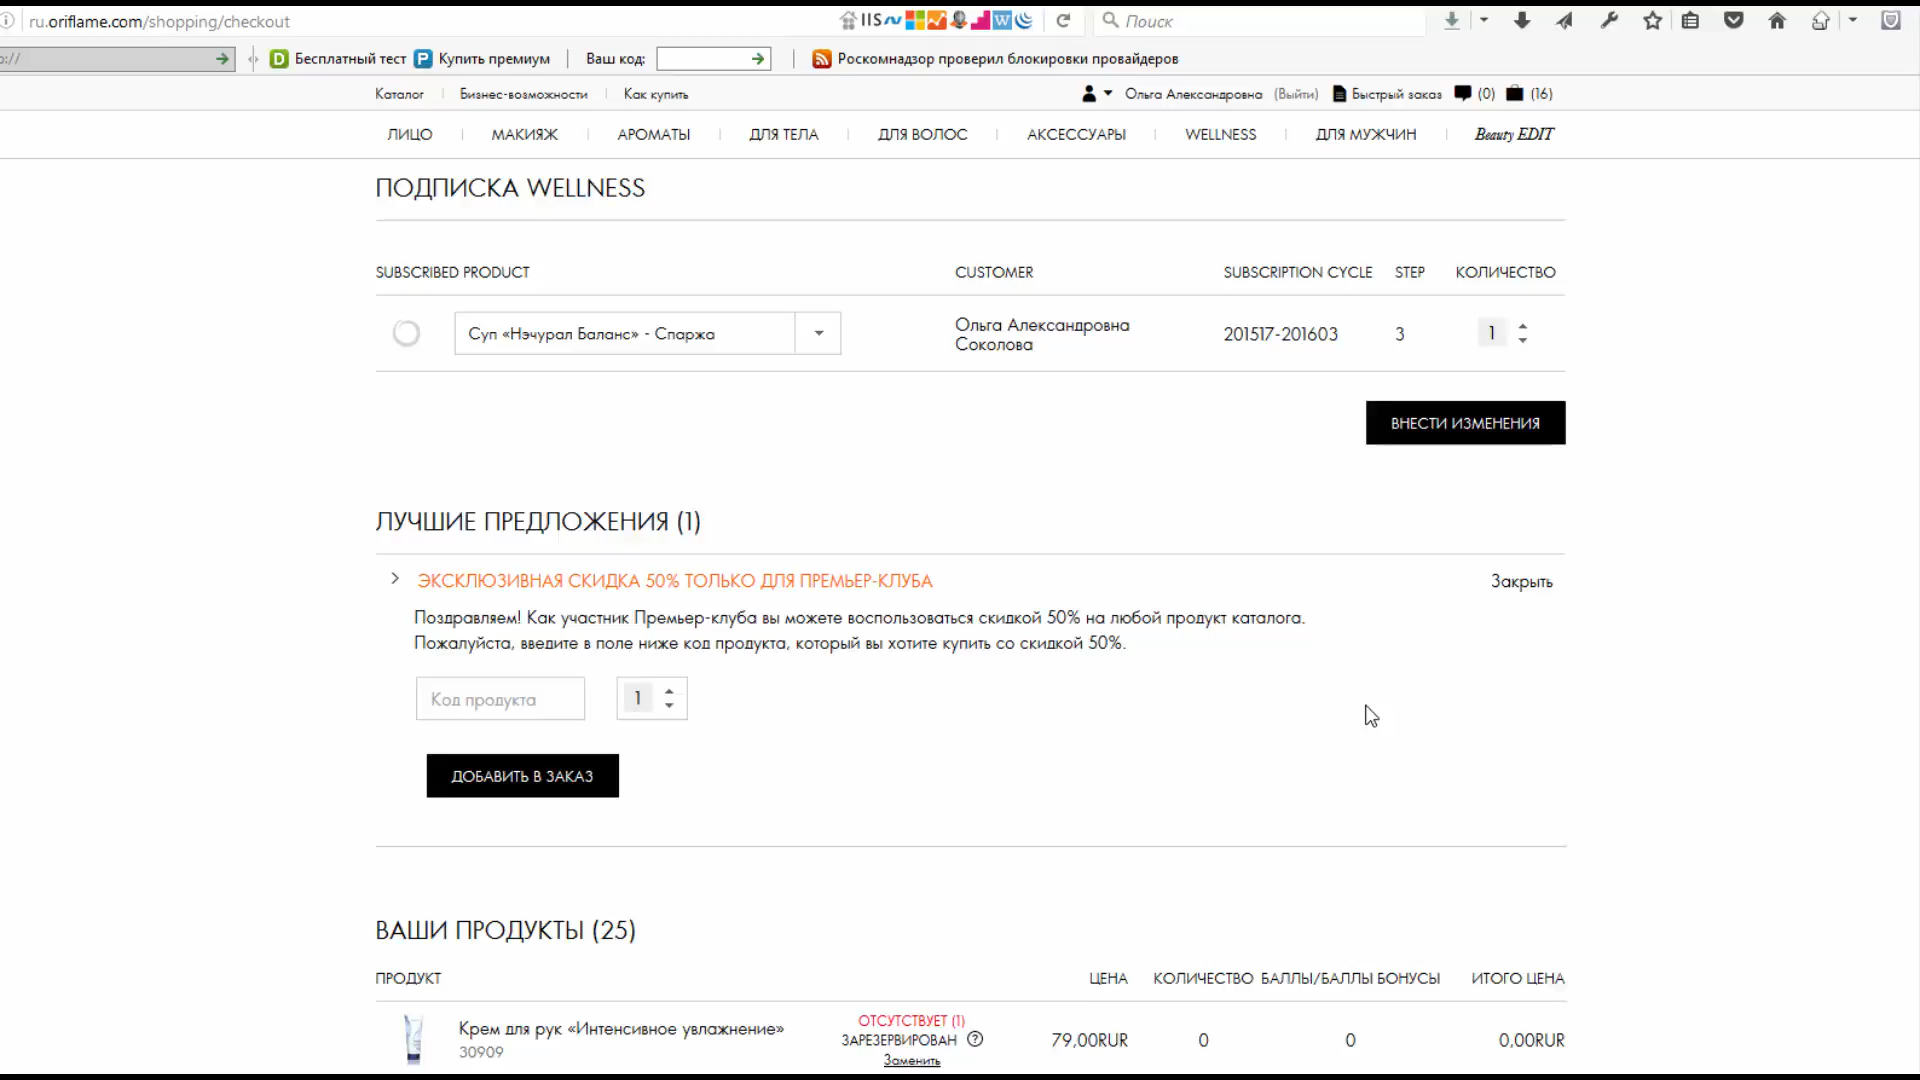 ru.oriflame.com/shopping/checkout
IIS
Поиск
Бесплатный тест
Купить премиум
Ваш код:
Роскомнадзор проверил блокировки провайдеров
Каталог
Бизнес-возможности
Как купить
Ольга Александровна (Выйти)
Быстрый заказ
(0)
(16)
ЛИЦО
МАКИЯЖ
АРОМАТЫ
ДЛЯ ТЕЛА
ДЛЯ ВОЛОС
АКСЕССУАРЫ
WELLNESS
ДЛЯ МУЖЧИН
Beauty EDIT
ПОДПИСКА WELLNESS
SUBSCRIBED PRODUCT
CUSTOMER
SUBSCRIPTION CYCLE
STEP
КОЛИЧЕСТВО
Суп «Нэчурал Баланс» - Спаржа
Ольга Александровна
Соколова
201517-201603
3
1
ВНЕСТИ ИЗМЕНЕНИЯ
ЛУЧШИЕ ПРЕДЛОЖЕНИЯ (1)
ЭКСКЛЮЗИВНАЯ СКИДКА 50% ТОЛЬКО ДЛЯ ПРЕМЬЕР-КЛУБА
Закрыть
Поздравляем! Как участник Премьер-клуба вы можете воспользоваться скидкой 50% на любой продукт каталога.
Пожалуйста, введите в поле ниже код продукта, который вы хотите купить со скидкой 50%.
Код продукта
1
ДОБАВИТЬ В ЗАКАЗ
ВАШИ ПРОДУКТЫ (25)
ПРОДУКТ
ЦЕНА
КОЛИЧЕСТВО
БАЛЛЫ/БАЛЛЫ БОНУСЫ
ИТОГО ЦЕНА
Крем для рук «Интенсивное увлажнение»
30909
ОТСУТСТВУЕТ (1)
ЗАРЕЗЕРВИРОВАН
Заменить
79,00RUR
0
0
0,00RUR